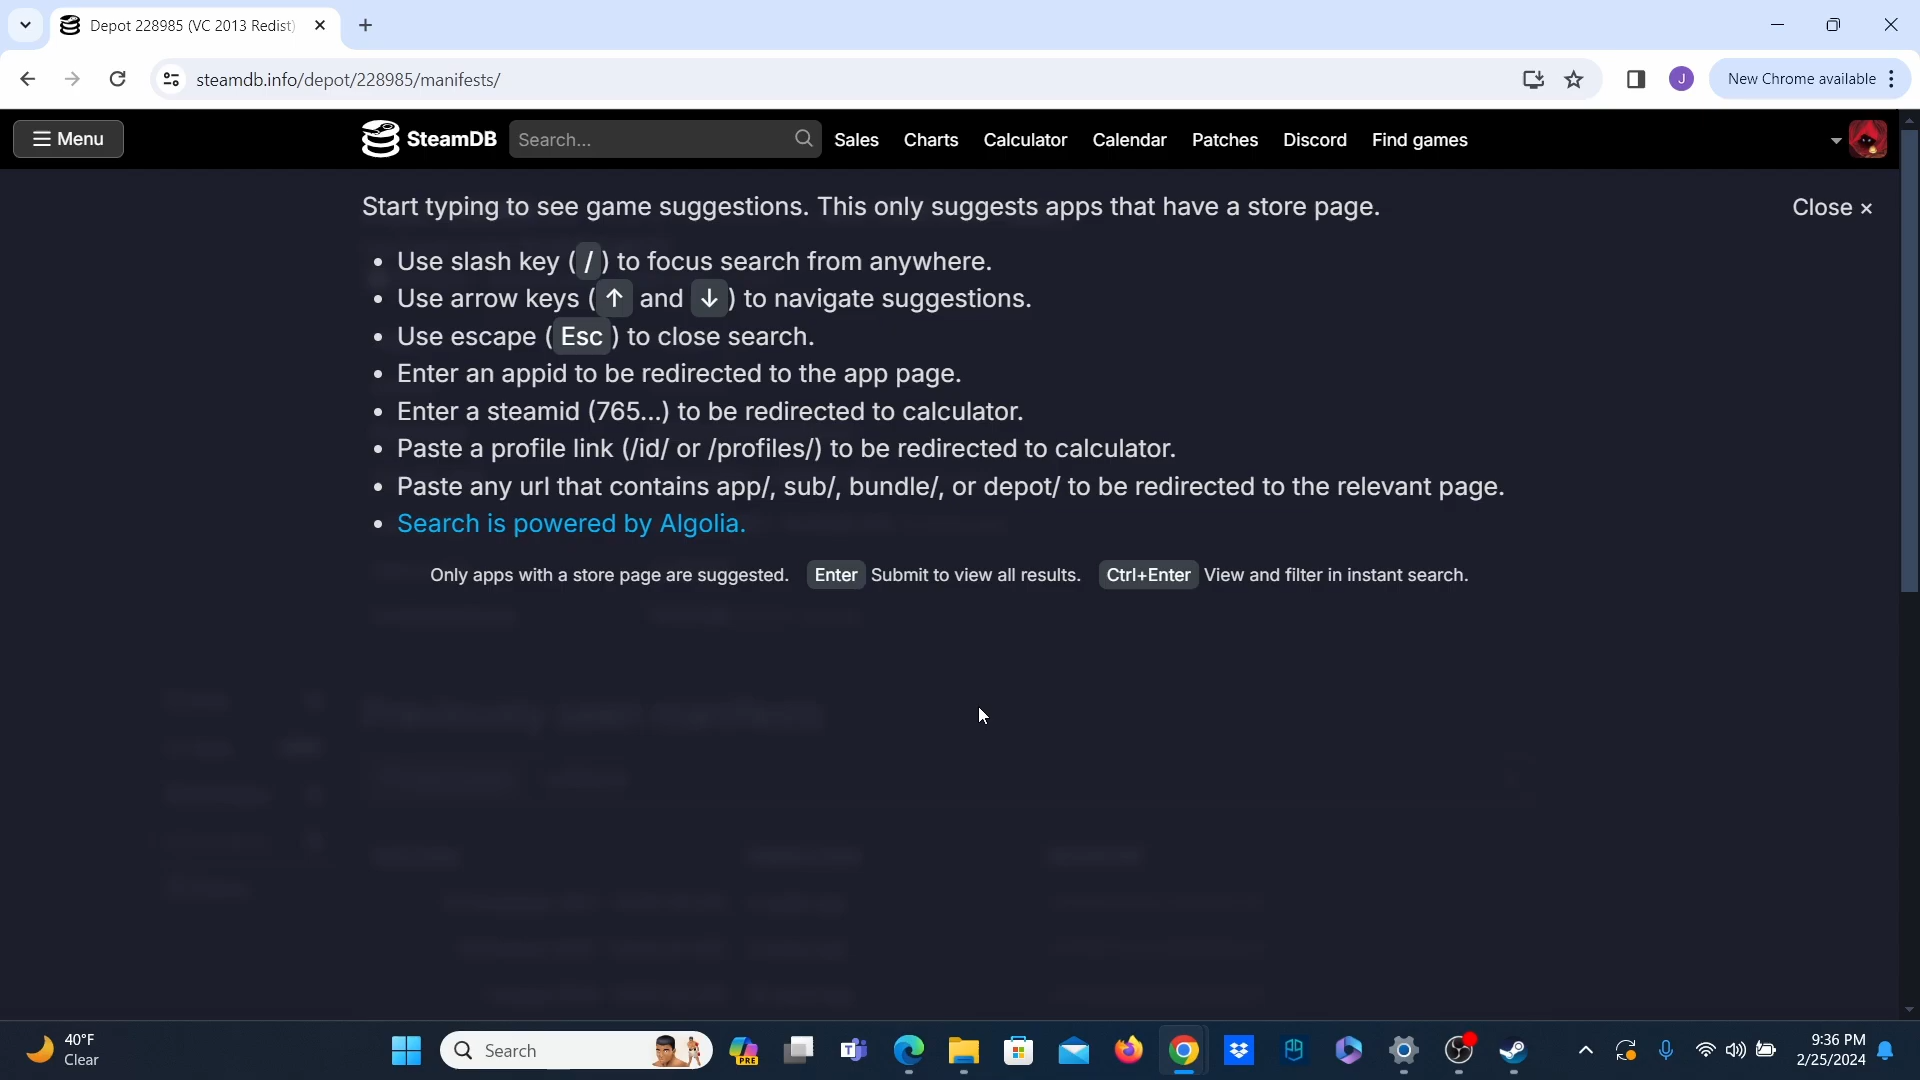 Depot 228985 (VC 2013 Redist)
steamdb.info/depot/228985/manifests/
J
New Chrome available
Menu
SteamDB
Search...
Sales
Charts
Calculator
Calendar
Patches
Discord
Find games
Start typing to see game suggestions. This only suggests apps that have a store page.
Close ×
• Use slash key ( / ) to focus search from anywhere.
• Use arrow keys ( ↑ and ↓ ) to navigate suggestions.
• Use escape ( Esc ) to close search.
• Enter an appid to be redirected to the app page.
• Enter a steamid (765...) to be redirected to calculator.
• Paste a profile link (/id/ or /profiles/) to be redirected to calculator.
• Paste any url that contains app/, sub/, bundle/, or depot/ to be redirected to the relevant page.
• Search is powered by Algolia.
Only apps with a store page are suggested. Enter Submit to view all results. Ctrl+Enter View and filter in instant search.
Previously seen manifests
40°F
Clear
Search
PRE
9:36 PM
2/25/2024